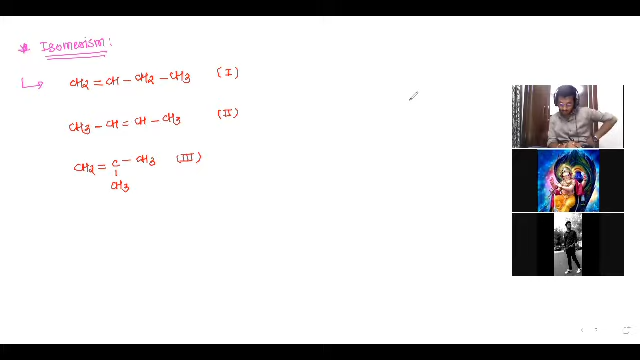 * Isomerism:
CH2 = CH - CH2 - CH3 (I)
CH3 - CH = CH - CH3 (II)
CH2 = C - CH3 (III)
CH3